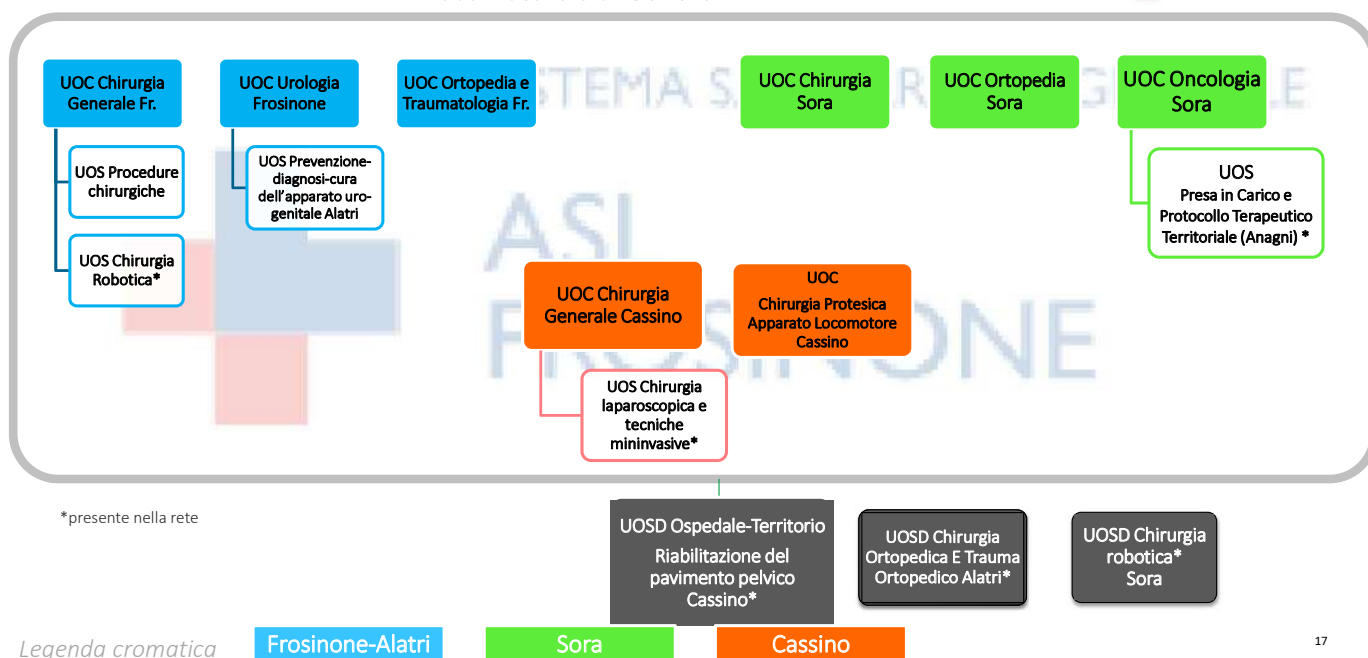 UOC Chirurgia
Generale Fr.
UOC Urologia
Frosinone
UOC Ortopedia e
Traumatologia Fr.
UOC Chirurgia
Sora
UOC Ortopedia
Sora
UOC Oncologia
Sora
UOS Procedure
chirurgiche
UOS Prevenzione-
diagnosi-cura
dell'apparato uro-
genitale Alatri
UOS
Presa in Carico e
Protocollo Terapeutico
Territoriale (Anagni) *
UOS Chirurgia
Robotica*
ASL
FROSINONE
UOC Chirurgia
Generale Cassino
UOC
Chirurgia Protesica
Apparato Locomotore
Cassino
UOS Chirurgia
laparoscopica e
tecniche
mininvasive*
*presente nella rete
UOSD Ospedale-Territorio
Riabilitazione del
pavimento pelvico
Cassino*
UOSD Chirurgia
Ortopedica E Trauma
Ortopedico Alatri*
UOSD Chirurgia
robotica*
Sora
Legenda cromatica
Frosinone-Alatri
Sora
Cassino
17